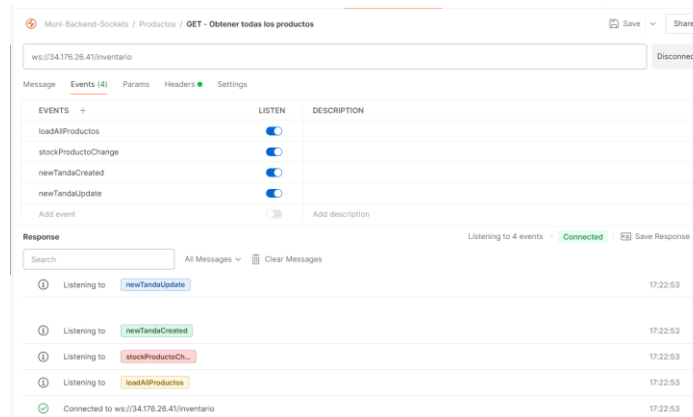 Muni-Backend-Sockets / Productos / GET - Obtener todas los productos
Save
Share
ws://34.176.26.41/inventario
Disconnec
Message Events (4) Params Headers Settings
EVENTS + LISTEN DESCRIPTION
loadAllProductos
stockProductoChange
newTandaCreated
newTandaUpdate
Add event Add description
Response Listening to 4 events Connected Save Response
Search All Messages Clear Messages
Listening to newTandaUpdate 17:22:53
Listening to newTandaCreated 17:22:53
Listening to stockProductoCh... 17:22:53
Listening to loadAllProductos 17:22:53
Connected to ws://34.176.26.41/inventario 17:22:53